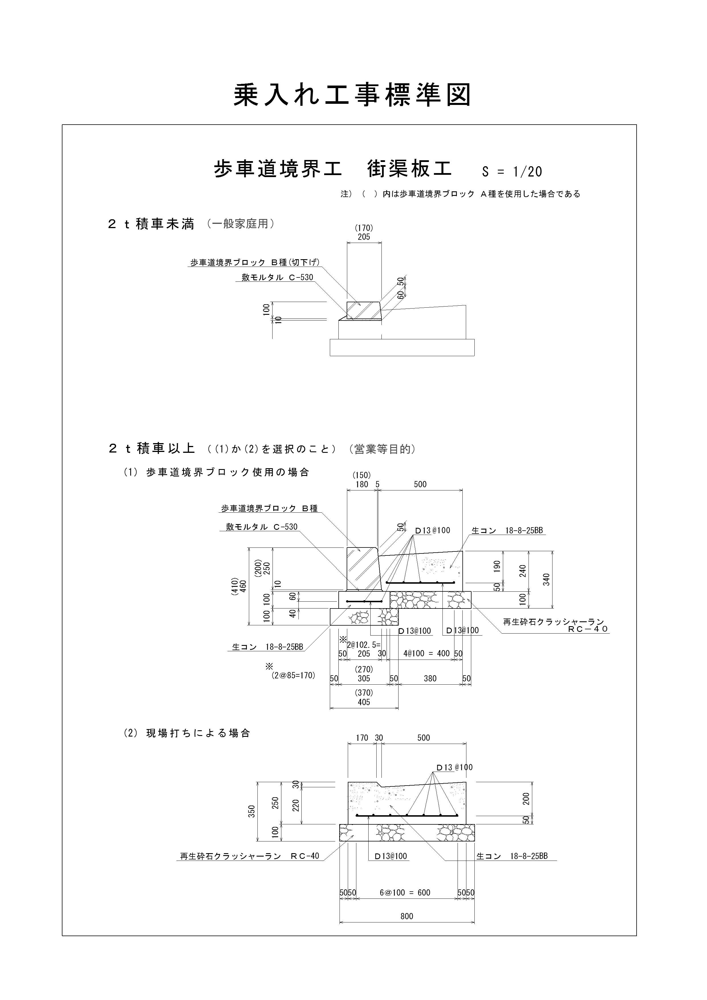 乗入れ工事標準図
歩車道境界工　街渠板工　S = 1/20
注）（　）内は歩車道境界ブロック Ａ種を使用した場合である
２ｔ積車未満（一般家庭用）
(170)
205
歩車道境界ブロック Ｂ種(切下げ)
敷モルタル Ｃ-530
50
60
100
10
２ｔ積車以上（(1)か(2)を選択のこと）（営業等目的）
(1) 歩車道境界ブロック使用の場合
(150)
180 5 500
歩車道境界ブロック Ｂ種
敷モルタル Ｃ-530
50
Ｄ13@100
生コン　18-8-25BB
(200)
250
(410)
460
10
100
100
60
40
190
50
240
100
340
再生砕石クラッシャーラン
ＲＣ－４０
Ｄ13@100
Ｄ13@100
生コン　18-8-25BB
※
2@102.5=
50 205 30 4@100 = 400 50
※
(2@85=170)
(270)
50 305 50 380 50
(370)
405
(2) 現場打ちによる場合
170 30 500
Ｄ13@100
30
220
250
350
100
200
50
再生砕石クラッシャーラン　ＲＣ-40
Ｄ13@100
生コン　18-8-25BB
50 50 6@100 = 600 50 50
800